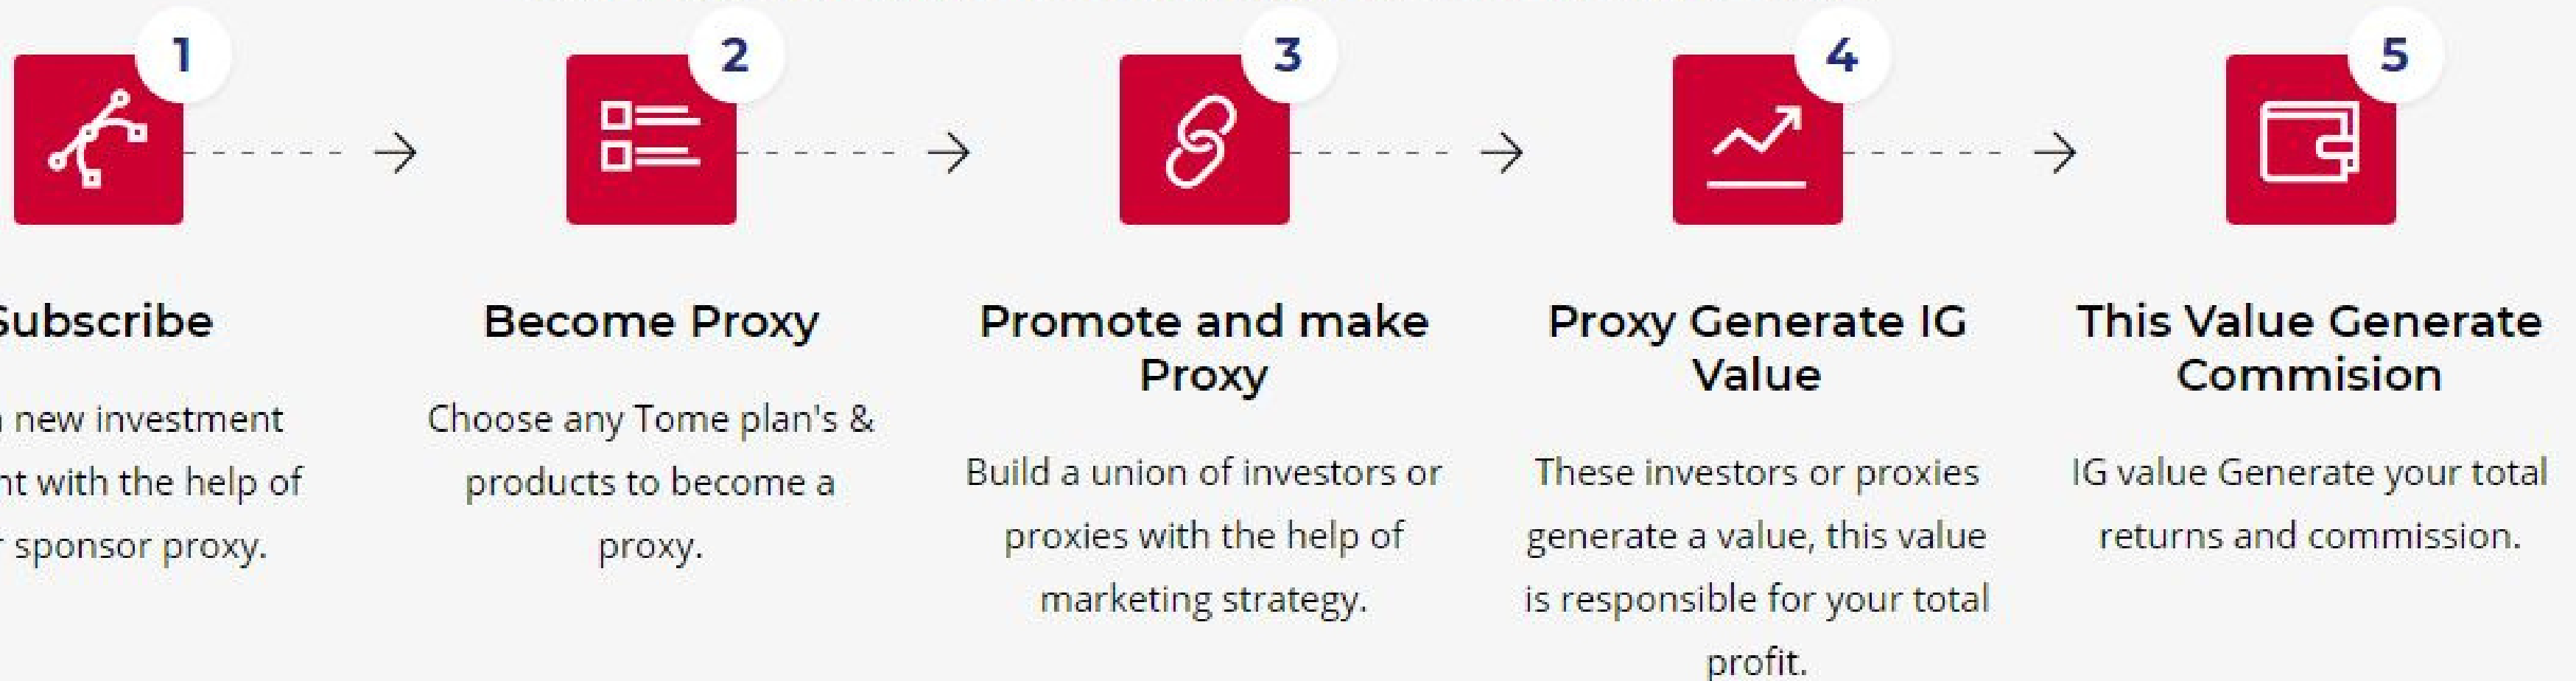 1
2
3
4
5
Subscribe
new investment
with the help of
sponsor proxy.
Become Proxy
Choose any Tome plan's &
products to become a
proxy.
Promote and make
Proxy
Build a union of investors or
proxies with the help of
marketing strategy.
Proxy Generate IG
Value
These investors or proxies
generate a value, this value
is responsible for your total
profit.
This Value Generate
Commision
IG value Generate your total
returns and commission.